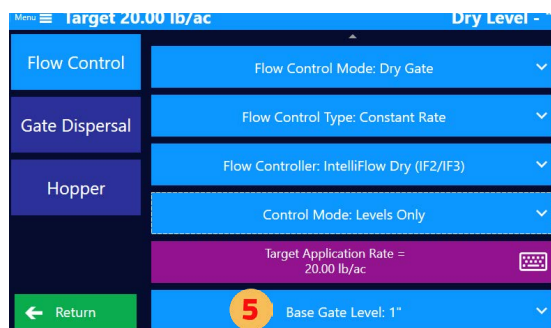 Menu Target 20.00 lb/ac Dry Level -
Flow Control
Flow Control Mode: Dry Gate
Gate Dispersal
Flow Control Type: Constant Rate
Hopper
Flow Controller: IntelliFlow Dry (IF2/IF3)
Control Mode: Levels Only
Target Application Rate =
20.00 lb/ac
Return
5
Base Gate Level: 1"